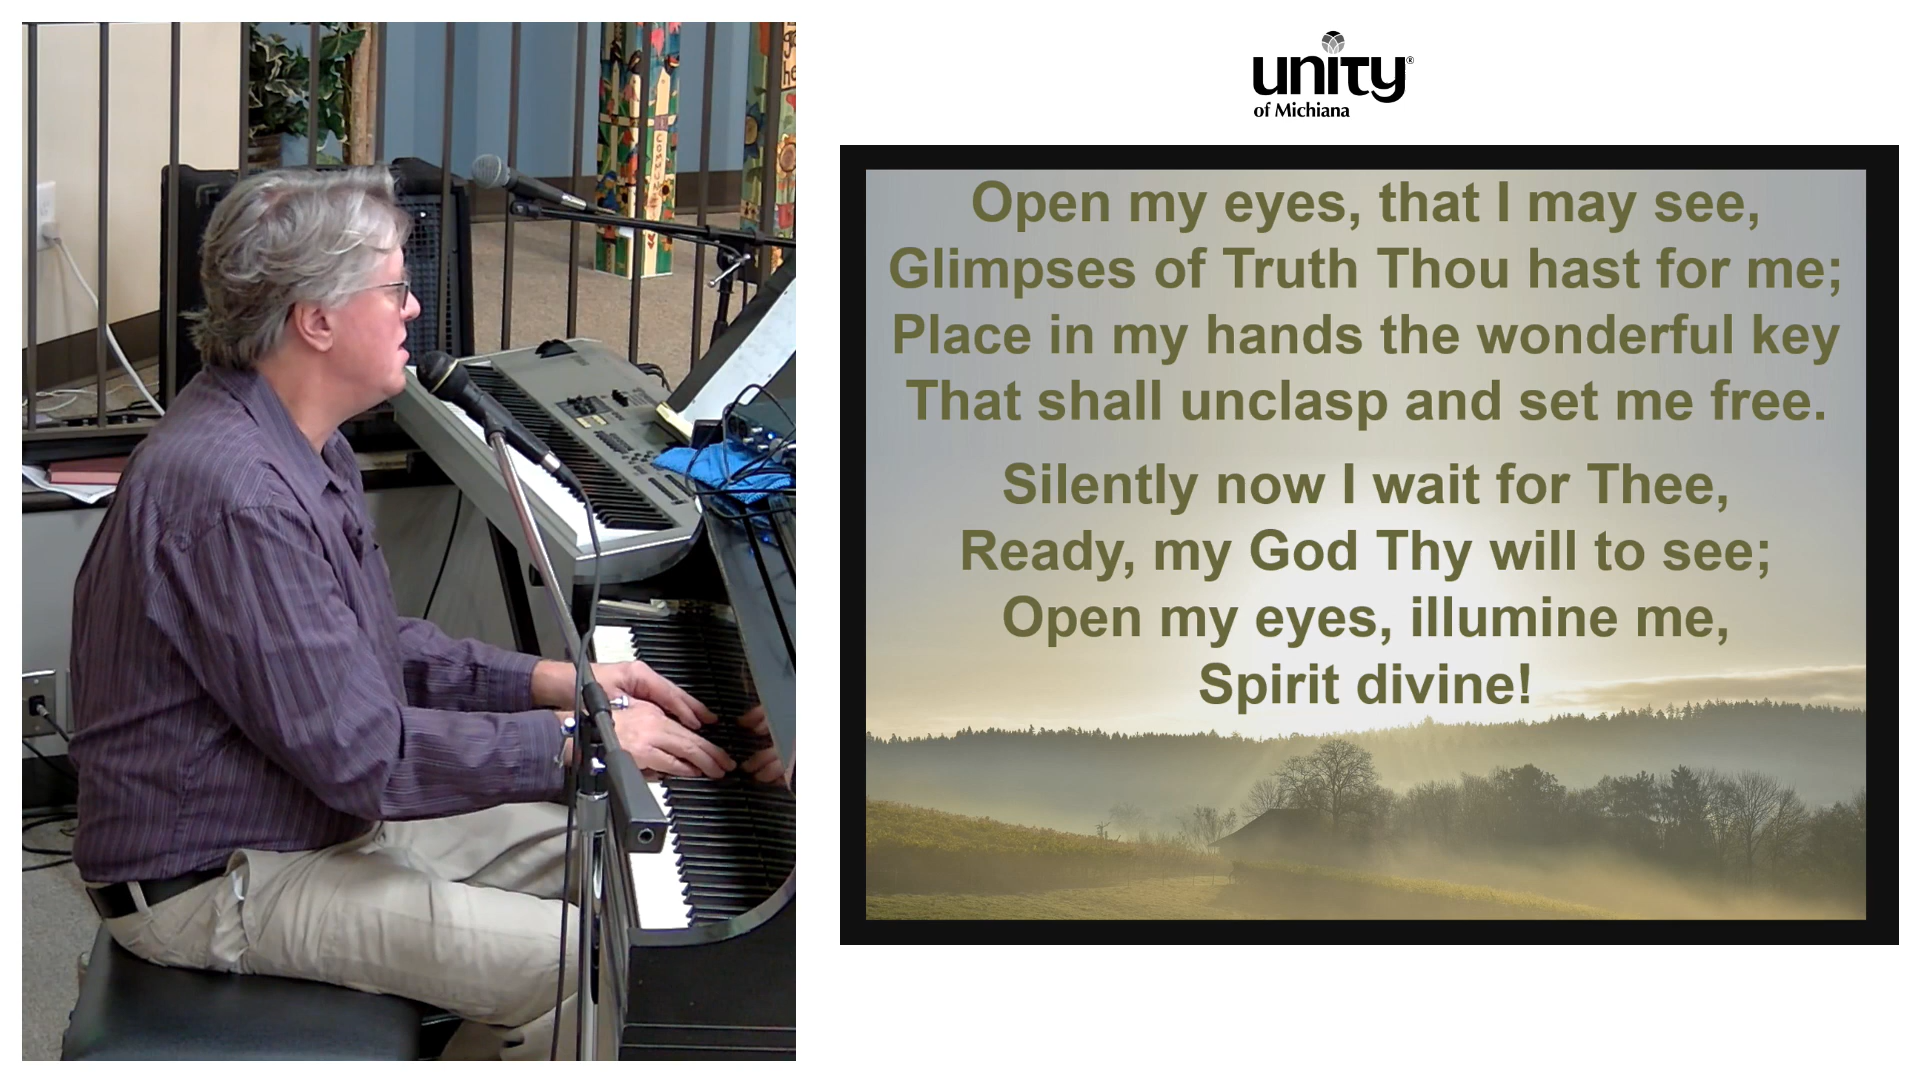 unity®
of Michiana
Open my eyes, that I may see,
Glimpses of Truth Thou hast for me;
Place in my hands the wonderful key
That shall unclasp and set me free.
Silently now I wait for Thee,
Ready, my God Thy will to see;
Open my eyes, illumine me,
Spirit divine!